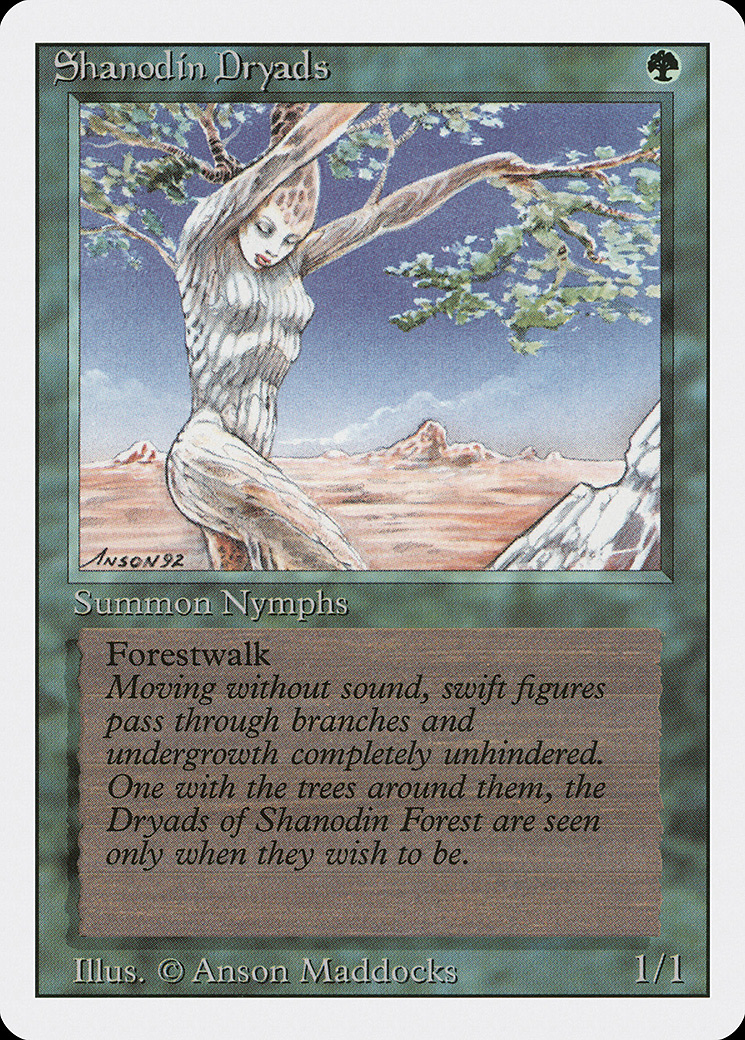 Shanodin Dryads
ANSON 92
Summon Nymphs
Forestwalk
Moving without sound, swift figures
pass through branches and
undergrowth completely unhindered.
One with the trees around them, the
Dryads of Shanodin Forest are seen
only when they wish to be.
Illus. © Anson Maddocks
1/1